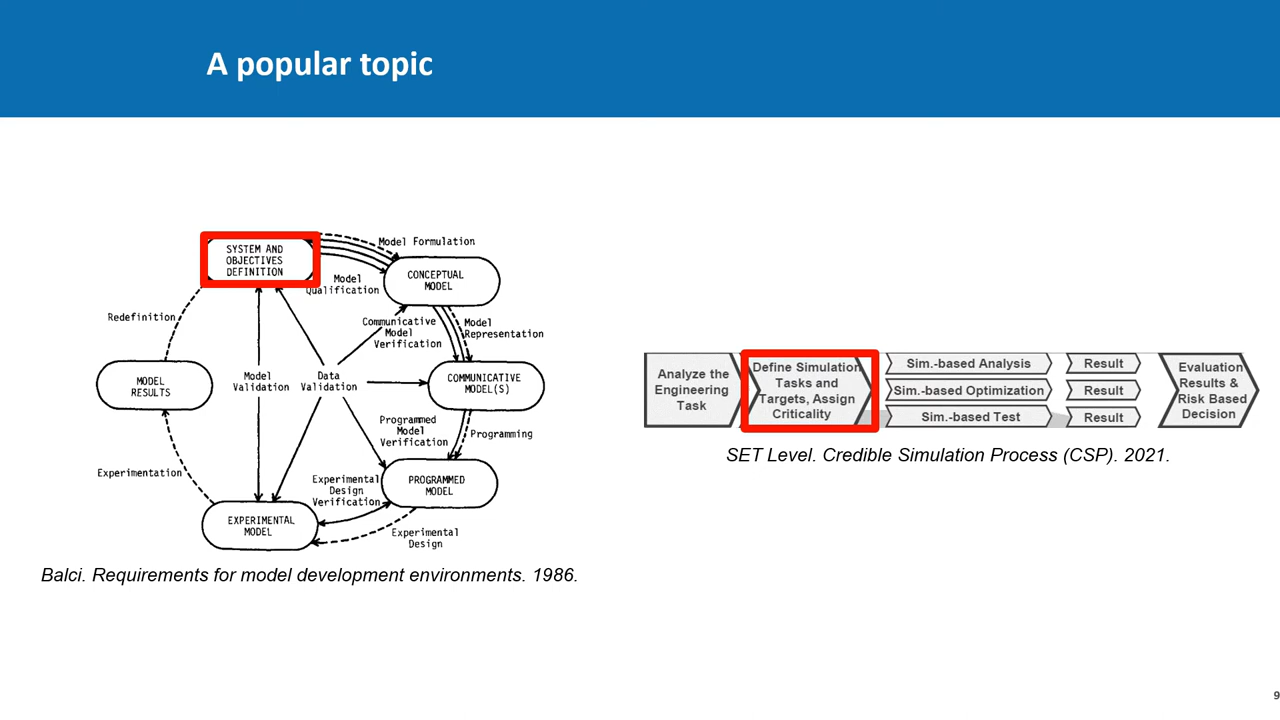 A popular topic
SYSTEM AND
OBJECTIVES
DEFINITION
Model Formulation
Model
Qualification
CONCEPTUAL
MODEL
Redefinition
Communicative
Model
Verification
Model
Representation
MODEL
RESULTS
Model
Validation
Data
Validation
COMMUNICATIVE
MODEL(S)
Programmed
Model
Verification
Programming
Experimentation
Experimental
Design
Verification
PROGRAMMED
MODEL
EXPERIMENTAL
MODEL
Experimental
Design
Balci. Requirements for model development environments. 1986.
Analyze the
Engineering
Task
Define Simulation
Tasks and
Targets, Assign
Criticality
Sim.-based Analysis
Result
Sim.-based Optimization
Result
Sim.-based Test
Result
Evaluation
Results &
Risk Based
Decision
SET Level. Credible Simulation Process (CSP). 2021.
9